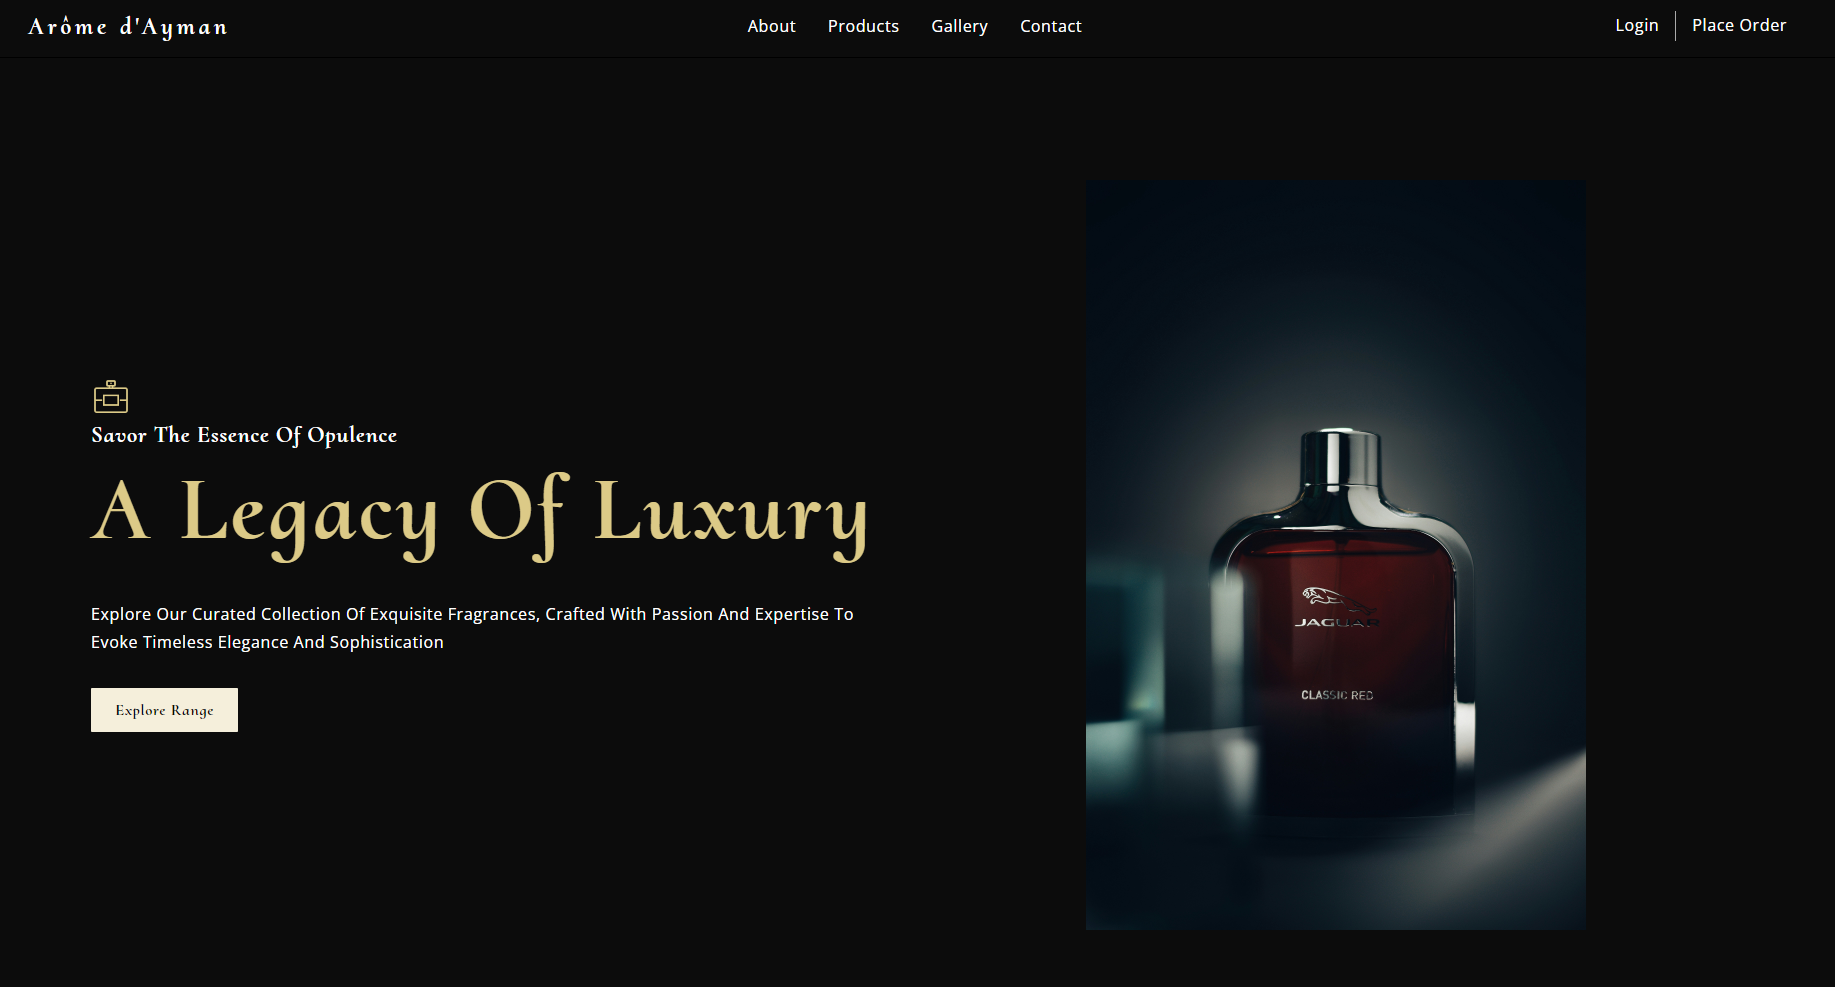 Arôme d'Ayman
About Products Gallery Contact
Login Place Order
Savor The Essence Of Opulence
A Legacy Of Luxury
Explore Our Curated Collection Of Exquisite Fragrances, Crafted With Passion And Expertise To
Evoke Timeless Elegance And Sophistication
Explore Range
JAGUAR
CLASSIC RED